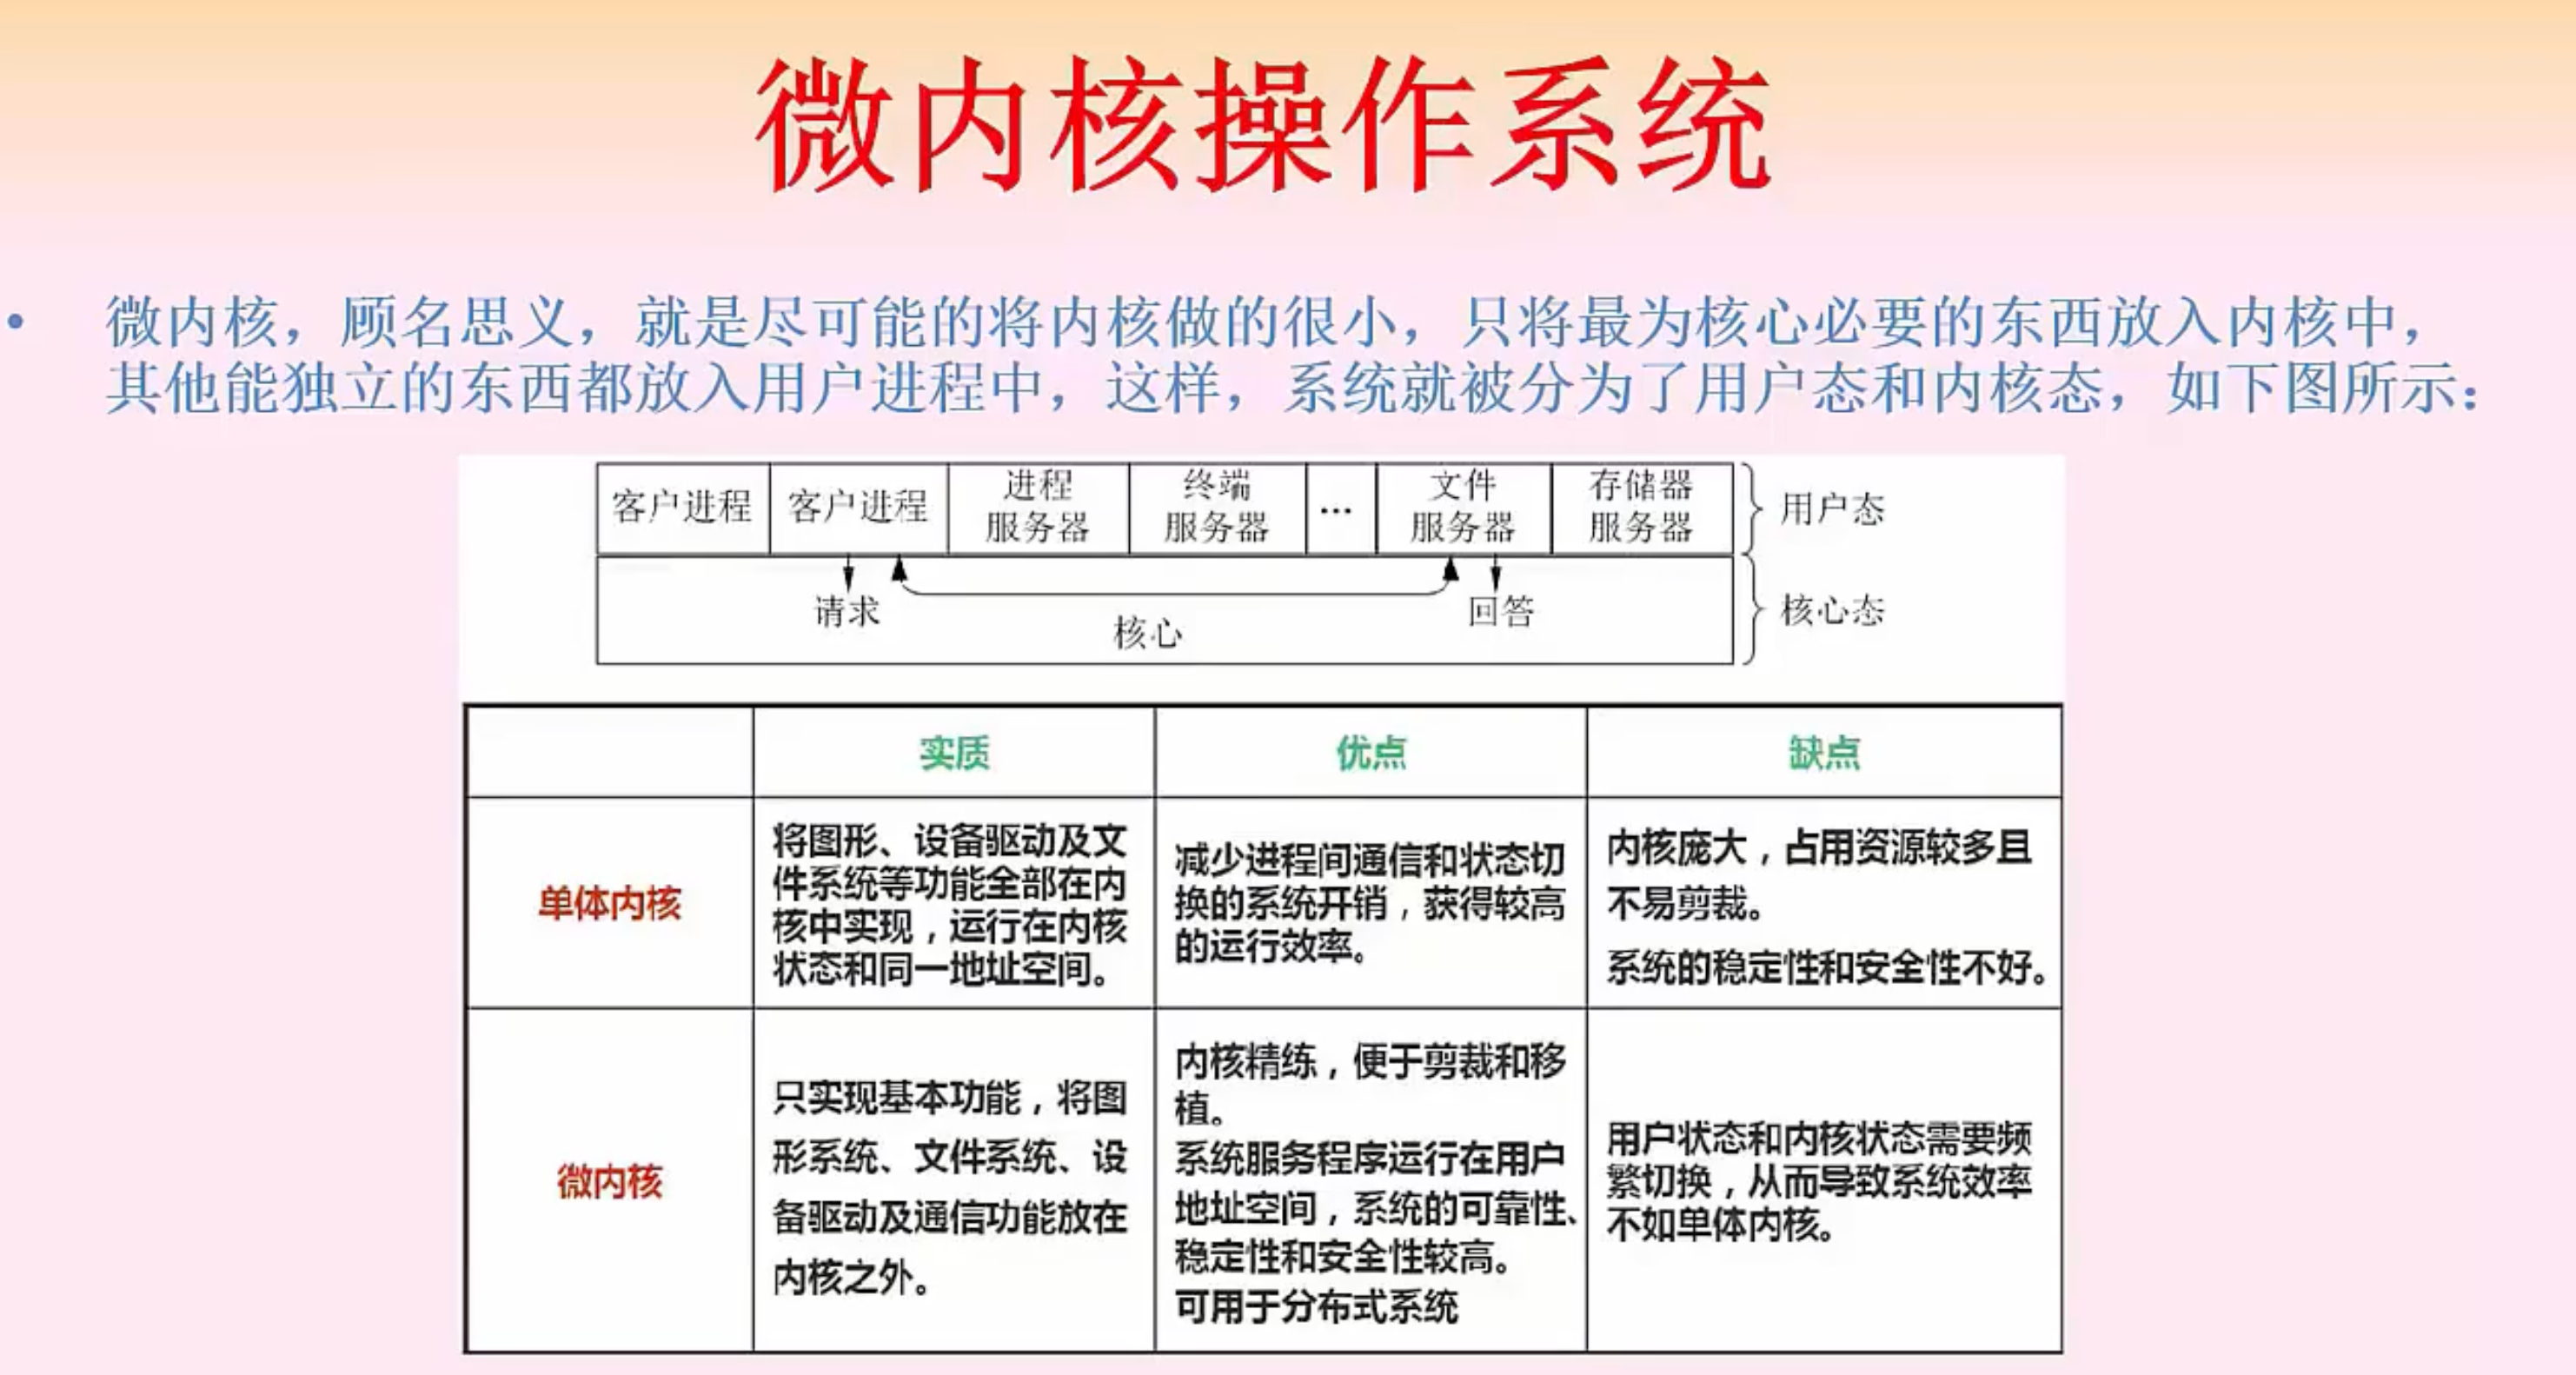 微内核操作系统
• 微内核，顾名思义，就是尽可能的将内核做的很小，只将最为核心必要的东西放入内核中，
其他能独立的东西都放入用户进程中，这样，系统就被分为了用户态和内核态，如下图所示：
客户进程 客户进程 进程 服务器 终端 服务器 … 文件 服务器 存储器 服务器 用户态
请求 核心 回答 核心态
实质 优点 缺点
单体内核
将图形、设备驱动及文
件系统等功能全部在内
核中实现，运行在内核
状态和同一地址空间。
减少进程间通信和状态切
换的系统开销，获得较高
的运行效率。
内核庞大，占用资源较多且
不易剪裁。
系统的稳定性和安全性不好。
微内核
只实现基本功能，将图
形系统、文件系统、设
备驱动及通信功能放在
内核之外。
内核精练，便于剪裁和移
植。
系统服务程序运行在用户
地址空间，系统的可靠性、
稳定性和安全性较高。
可用于分布式系统
用户状态和内核状态需要频
繁切换，从而导致系统效率
不如单体内核。